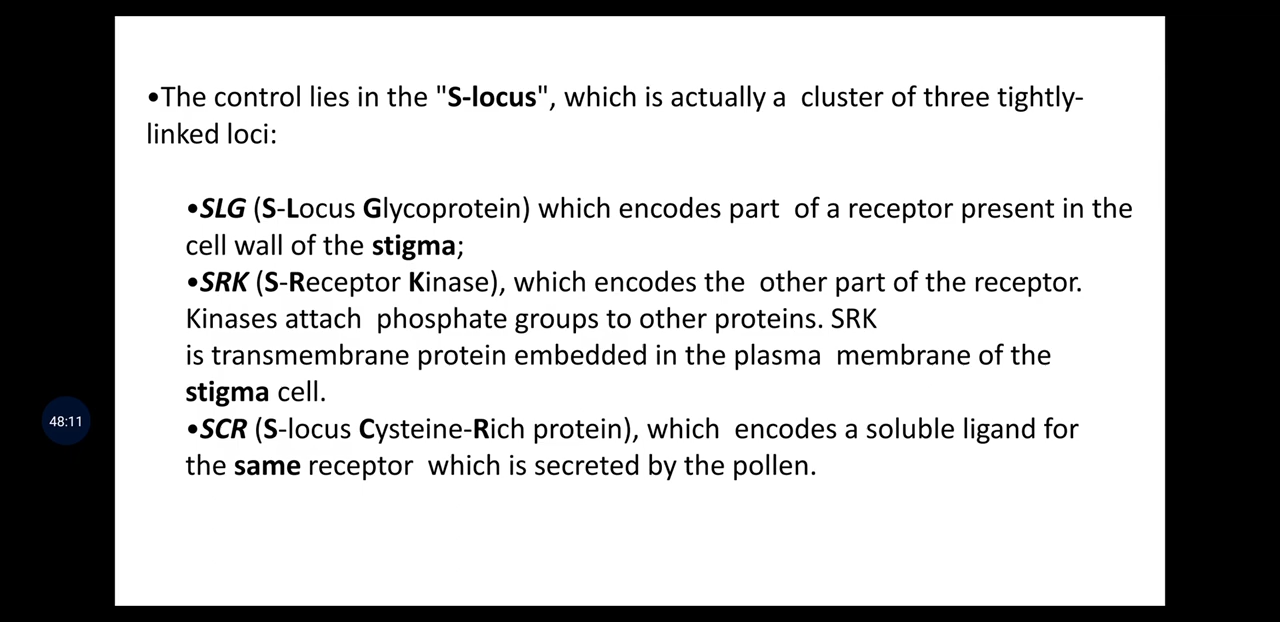 •The control lies in the "S-locus", which is actually a cluster of three tightly-
linked loci:
•SLG (S-Locus Glycoprotein) which encodes part of a receptor present in the
cell wall of the stigma;
•SRK (S-Receptor Kinase), which encodes the other part of the receptor.
Kinases attach phosphate groups to other proteins. SRK
is transmembrane protein embedded in the plasma membrane of the
stigma cell.
•SCR (S-locus Cysteine-Rich protein), which encodes a soluble ligand for
the same receptor which is secreted by the pollen.
48:11